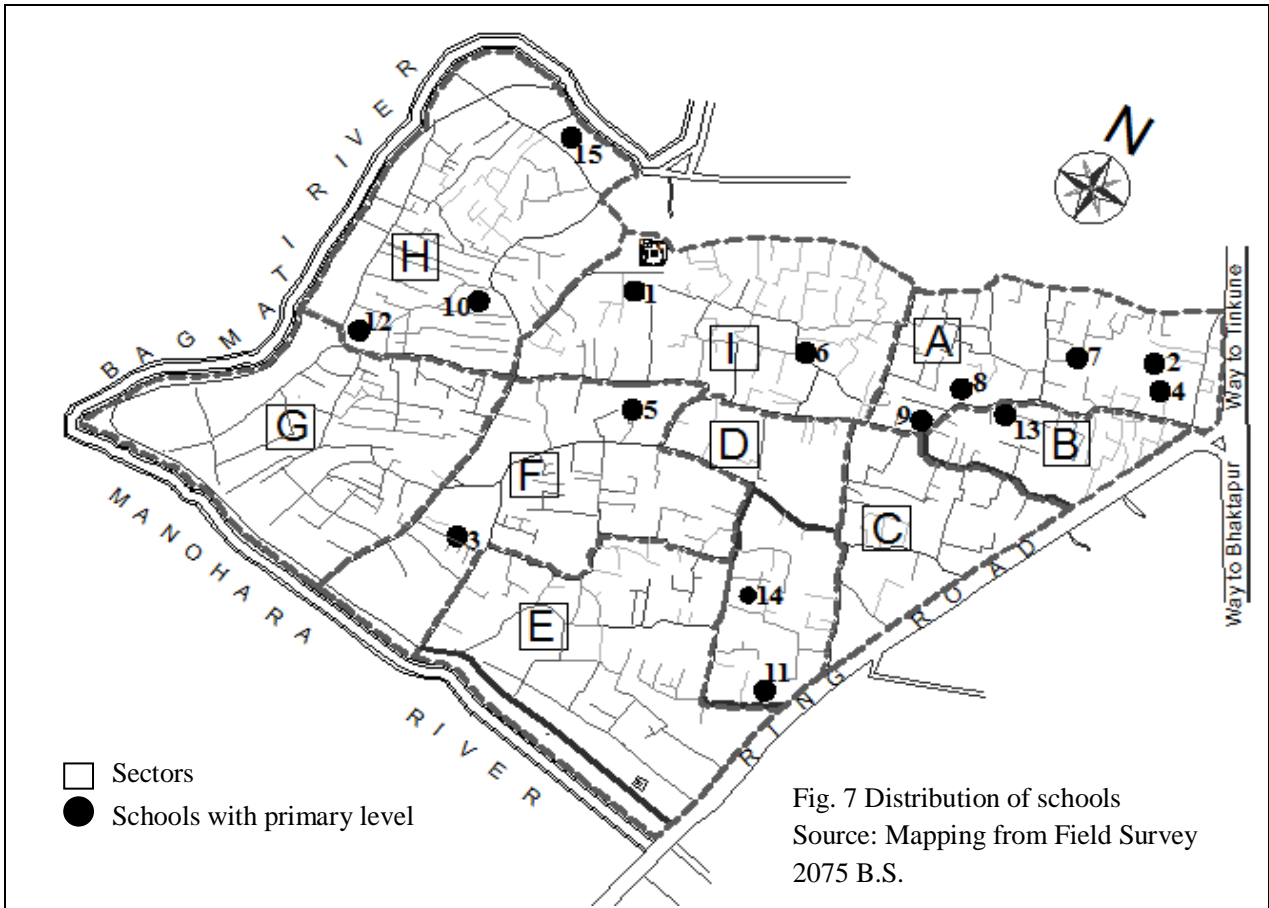 N
BAGMATI RIVER
15
H
10
12
1
I
6
A
7
2
8
4
9
13
B
5
D
G
F
C
3
14
E
11
MANOHARA RIVER
RING ROAD
Way to Tinkune
Way to Bhaktapur
Sectors
Schools with primary level
Fig. 7 Distribution of schools
Source: Mapping from Field Survey
2075 B.S.